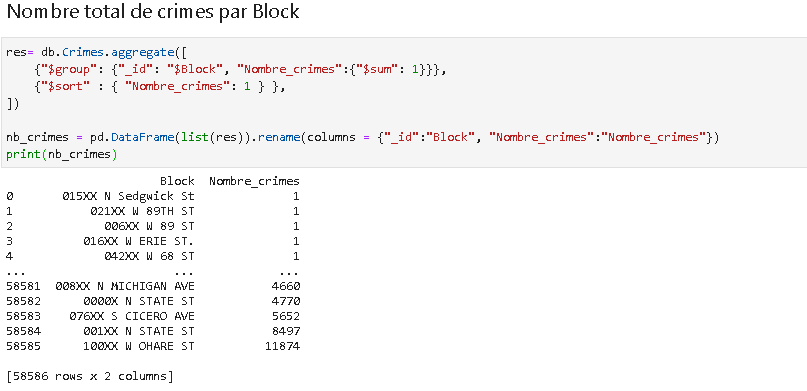 Nombre total de crimes par Block
res= db.Crimes.aggregate([
    {"$group": {"_id": "$Block", "Nombre_crimes":{"$sum": 1}}},
    {"$sort" : { "Nombre_crimes": 1 } },
])
nb_crimes = pd.DataFrame(list(res)).rename(columns = {"_id":"Block", "Nombre_crimes":"Nombre_crimes"})
print(nb_crimes)
Block Nombre_crimes
0 015XX N Sedgwick St 1
1 021XX W 89TH ST 1
2 006XX W 89 ST 1
3 016XX W ERIE ST. 1
4 042XX W 68 ST 1
... ... ...
58581 008XX N MICHIGAN AVE 4660
58582 0000X N STATE ST 4770
58583 076XX S CICERO AVE 5652
58584 001XX N STATE ST 8497
58585 100XX W OHARE ST 11874
[58586 rows x 2 columns]